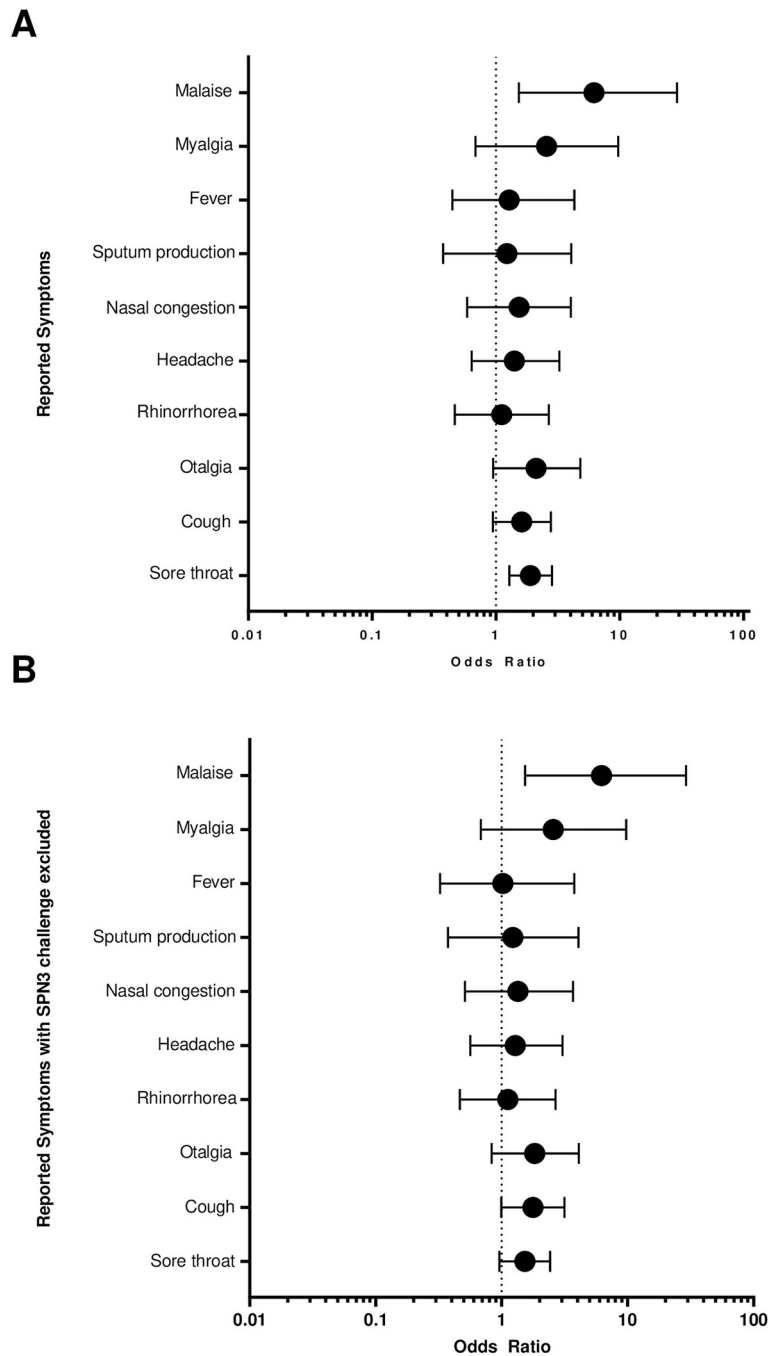 A
Reported Symptoms
Malaise
Myalgia
Fever
Sputum production
Nasal congestion
Headache
Rhinorrhorea
Otalgia
Cough
Sore throat
0.01 0.1 1 10 100
Odds Ratio
B
Reported Symptoms with SPN3 challenge excluded
Malaise
Myalgia
Fever
Sputum production
Nasal congestion
Headache
Rhinorrhorea
Otalgia
Cough
Sore throat
0.01 0.1 1 10 100
Odds Ratio